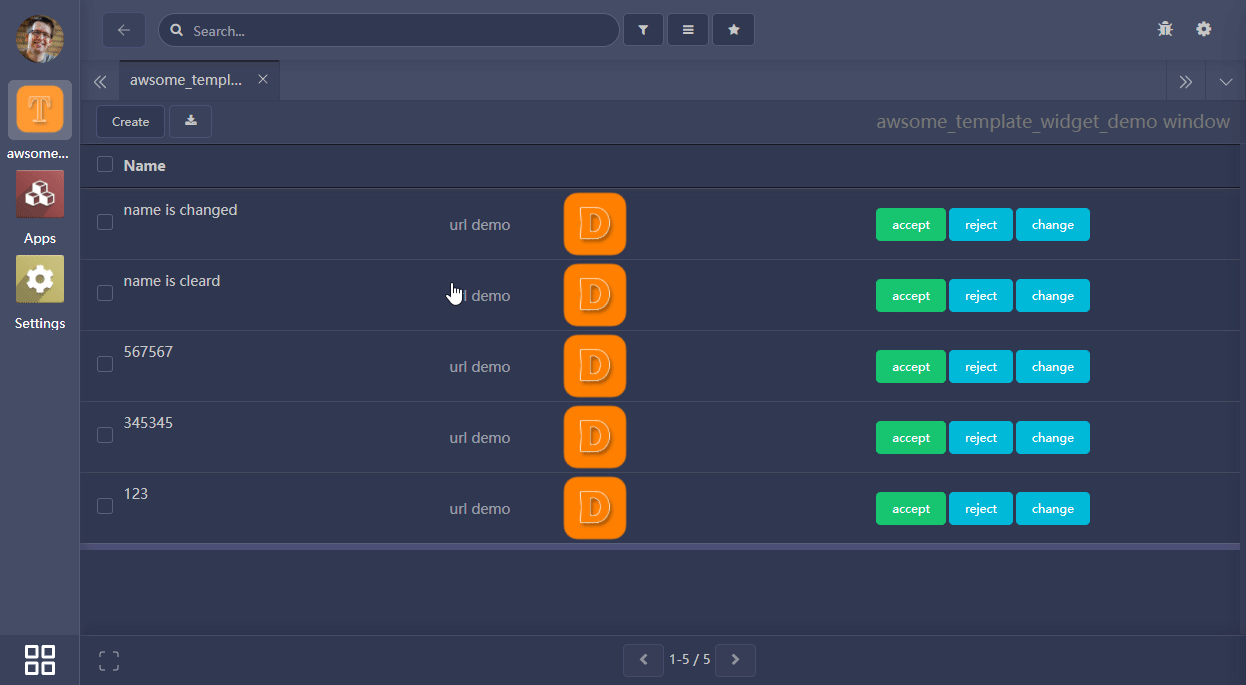 Search...
awsome_templ...
Create
awsome_template_widget_demo window
T
awsome...
Apps
Settings
Name
name is changed
url demo
D
accept reject change
name is cleard
url demo
D
accept reject change
567567
url demo
D
accept reject change
345345
url demo
D
accept reject change
123
url demo
D
accept reject change
1-5 / 5